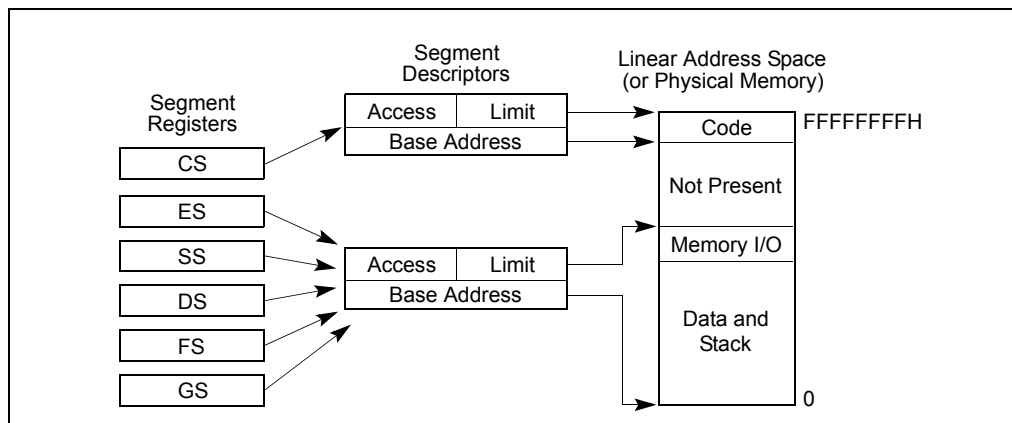 Segment
Registers
CS
ES
SS
DS
FS
GS
Segment
Descriptors
Access Limit
Base Address
Access Limit
Base Address
Linear Address Space
(or Physical Memory)
Code
FFFFFFFFH
Not Present
Memory I/O
Data and
Stack
0